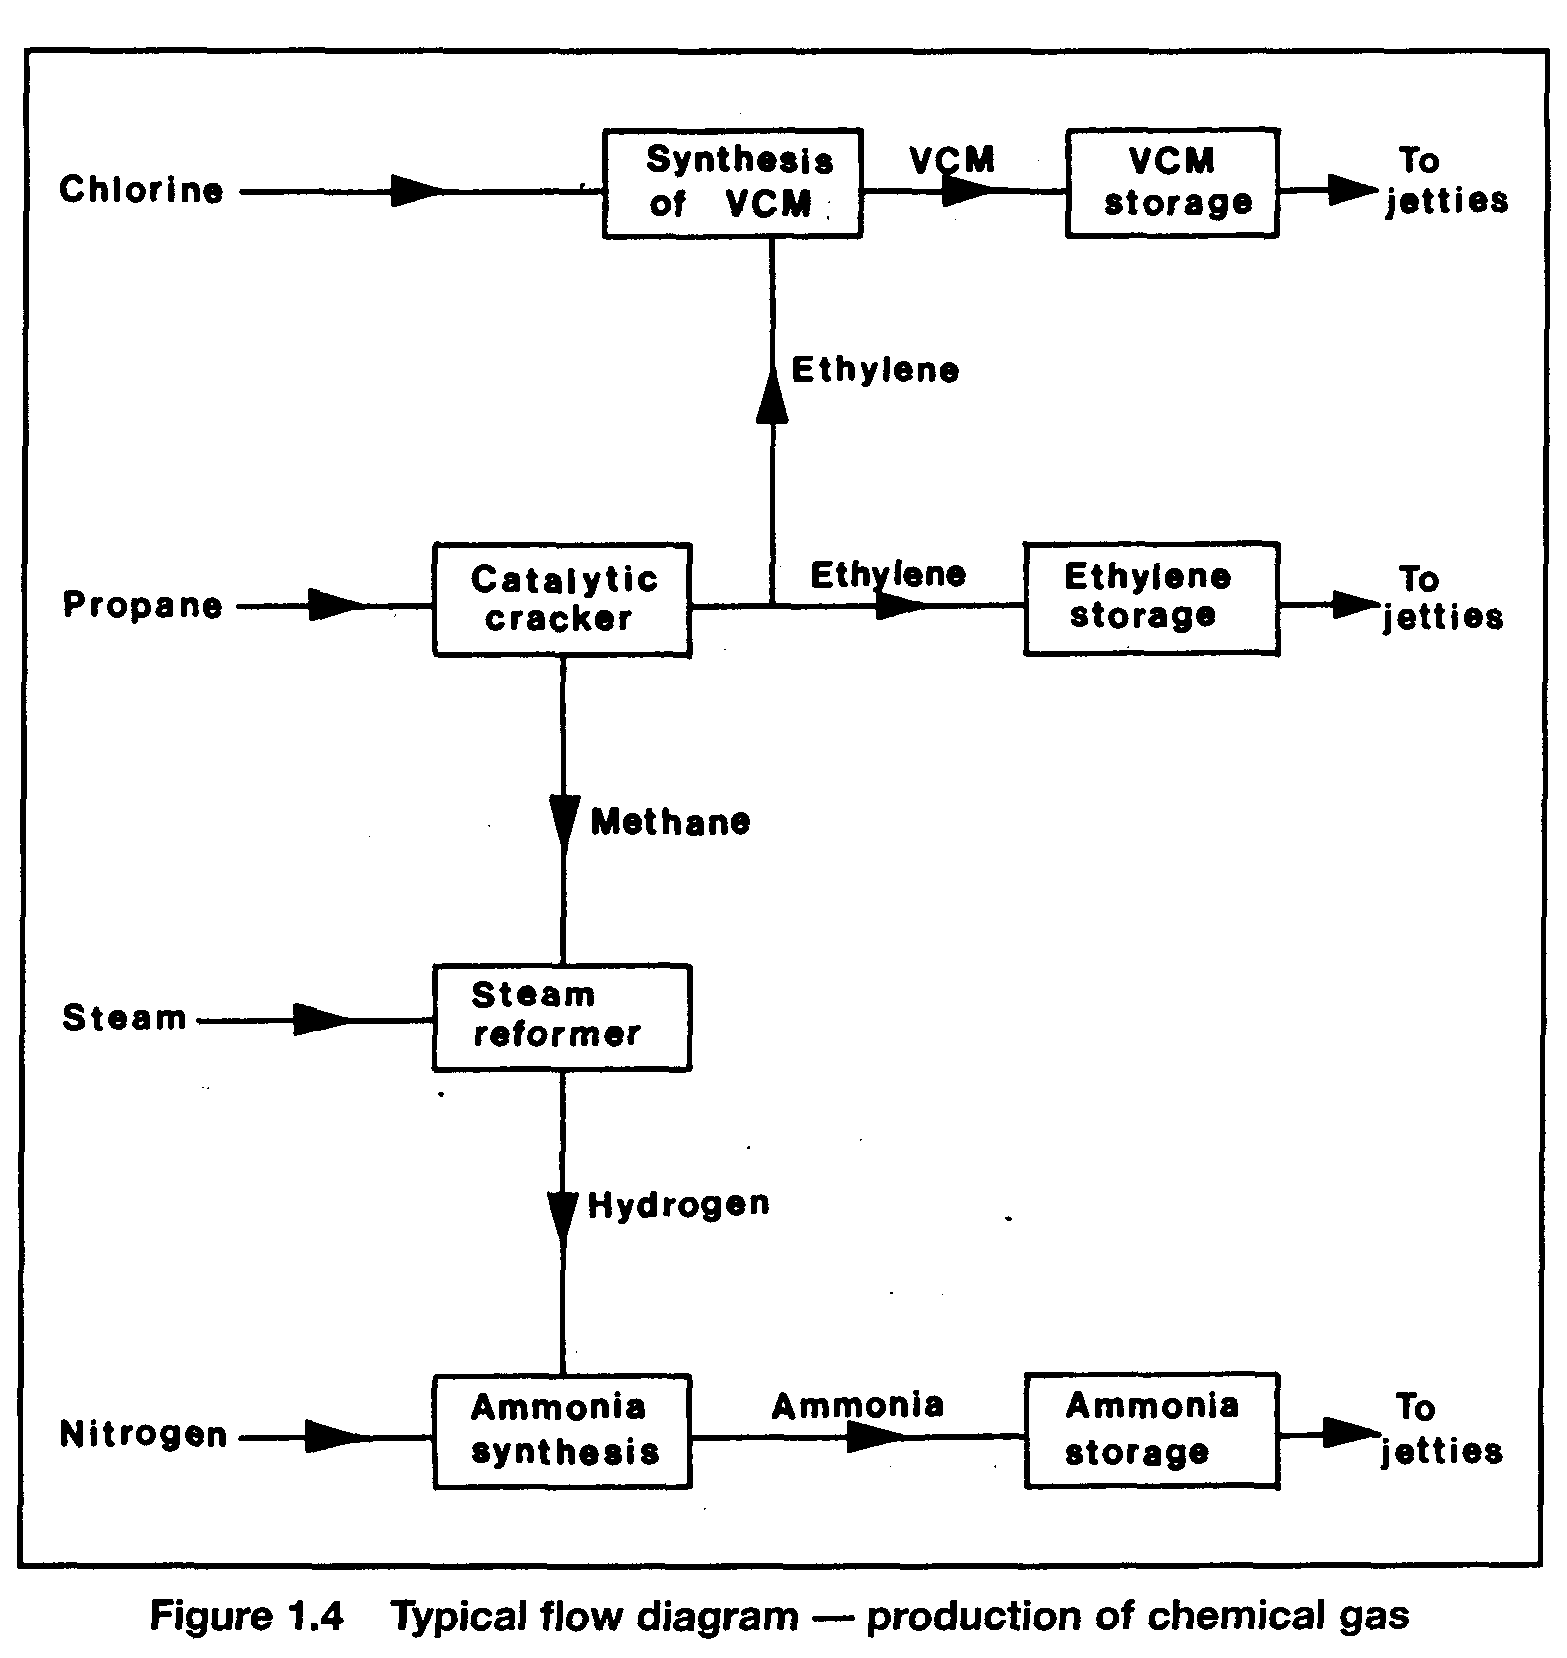 Chlorine
Synthesis
of VCM
VCM
VCM
storage
To
jetties
Ethylene
Propane
Catalytic
cracker
Ethylene
Ethylene
storage
To
jetties
Methane
Steam
Steam
reformer
Hydrogen
Nitrogen
Ammonia
synthesis
Ammonia
Ammonia
storage
To
jetties
Figure 1.4 Typical flow diagram — production of chemical gas